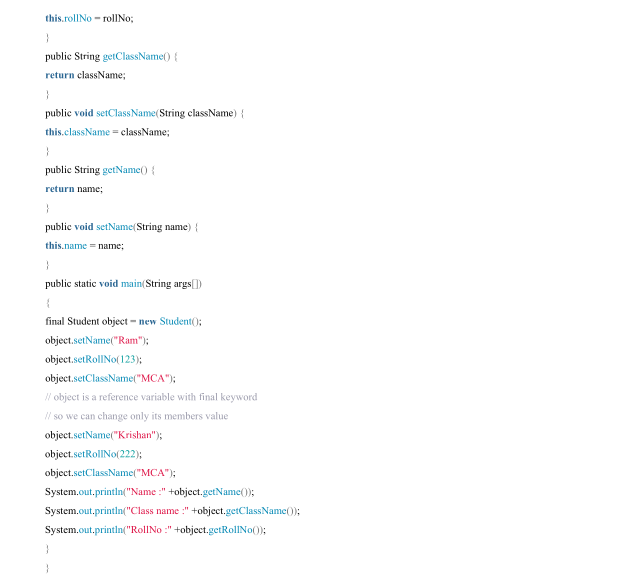 this.rollNo = rollNo;
}
public String getClassName() {
return className;
}
public void setClassName(String className) {
this.className = className;
}
public String getName() {
return name;
}
public void setName(String name) {
this.name = name;
}
public static void main(String args[])
{
final Student object = new Student();
object.setName("Ram");
object.setRollNo(123);
object.setClassName("MCA");
// object is a reference variable with final keyword
// so we can change only its members value
object.setName("Krishan");
object.setRollNo(222);
object.setClassName("MCA");
System.out.println("Name :" +object.getName());
System.out.println("Class name :" +object.getClassName());
System.out.println("RollNo :" +object.getRollNo());
}
}